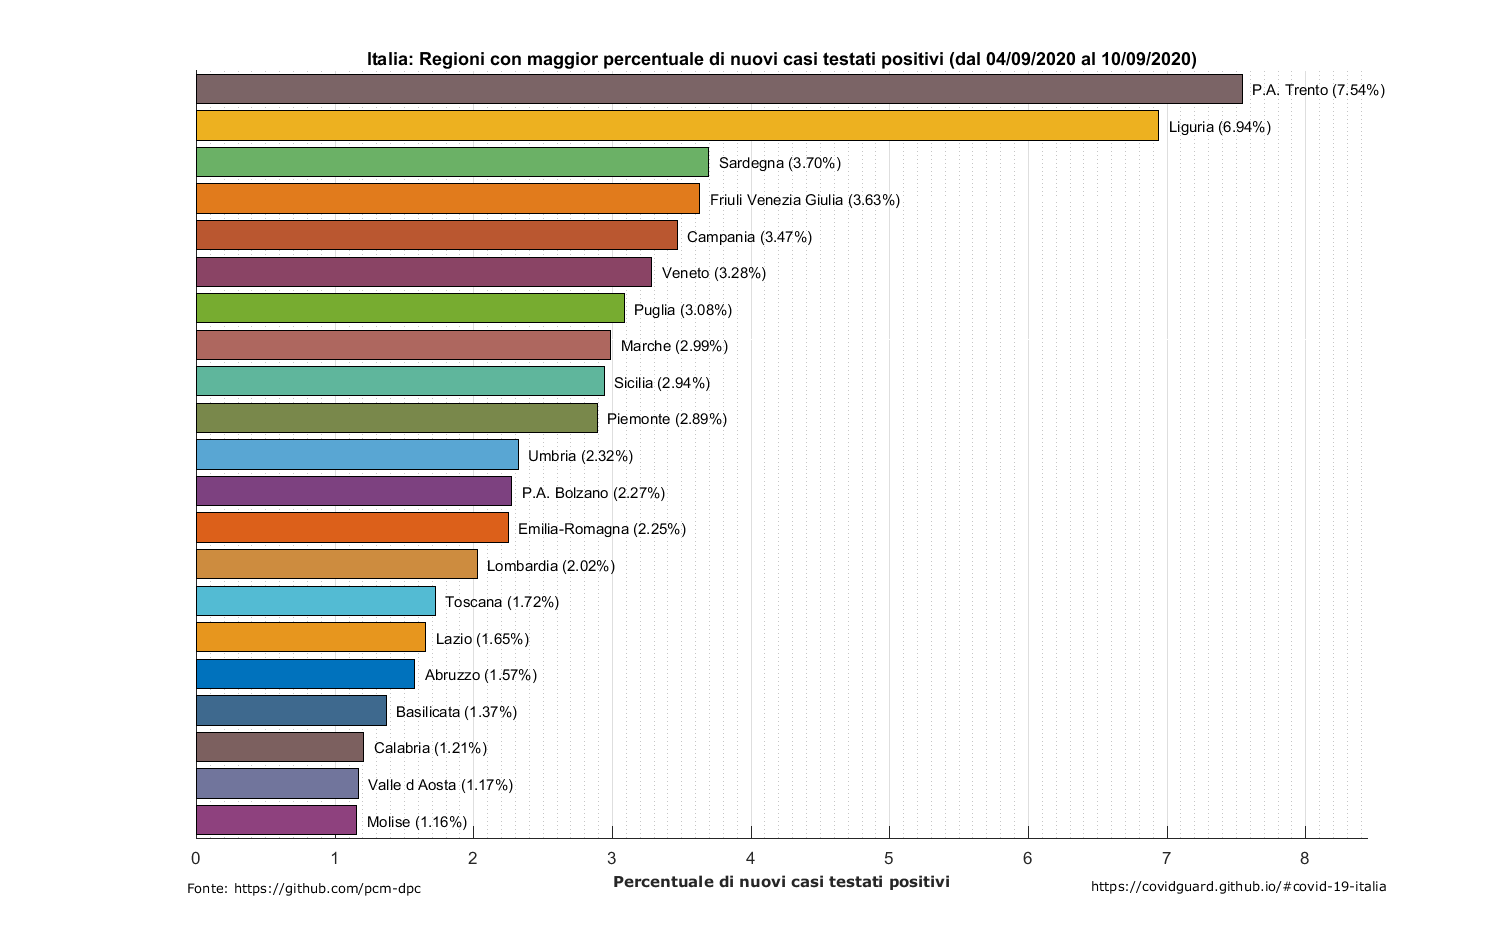 Italia: Regioni con maggior percentuale di nuovi casi testati positivi (dal 04/09/2020 al 10/09/2020)
P.A. Trento (7.54%)
Liguria (6.94%)
Sardegna (3.70%)
Friuli Venezia Giulia (3.63%)
Campania (3.47%)
Veneto (3.28%)
Puglia (3.08%)
Marche (2.99%)
Sicilia (2.94%)
Piemonte (2.89%)
Umbria (2.32%)
P.A. Bolzano (2.27%)
Emilia-Romagna (2.25%)
Lombardia (2.02%)
Toscana (1.72%)
Lazio (1.65%)
Abruzzo (1.57%)
Basilicata (1.37%)
Calabria (1.21%)
Valle d Aosta (1.17%)
Molise (1.16%)
0 1 2 3 4 5 6 7 8
Percentuale di nuovi casi testati positivi
Fonte: https://github.com/pcm-dpc
https://covidguard.github.io/#covid-19-italia